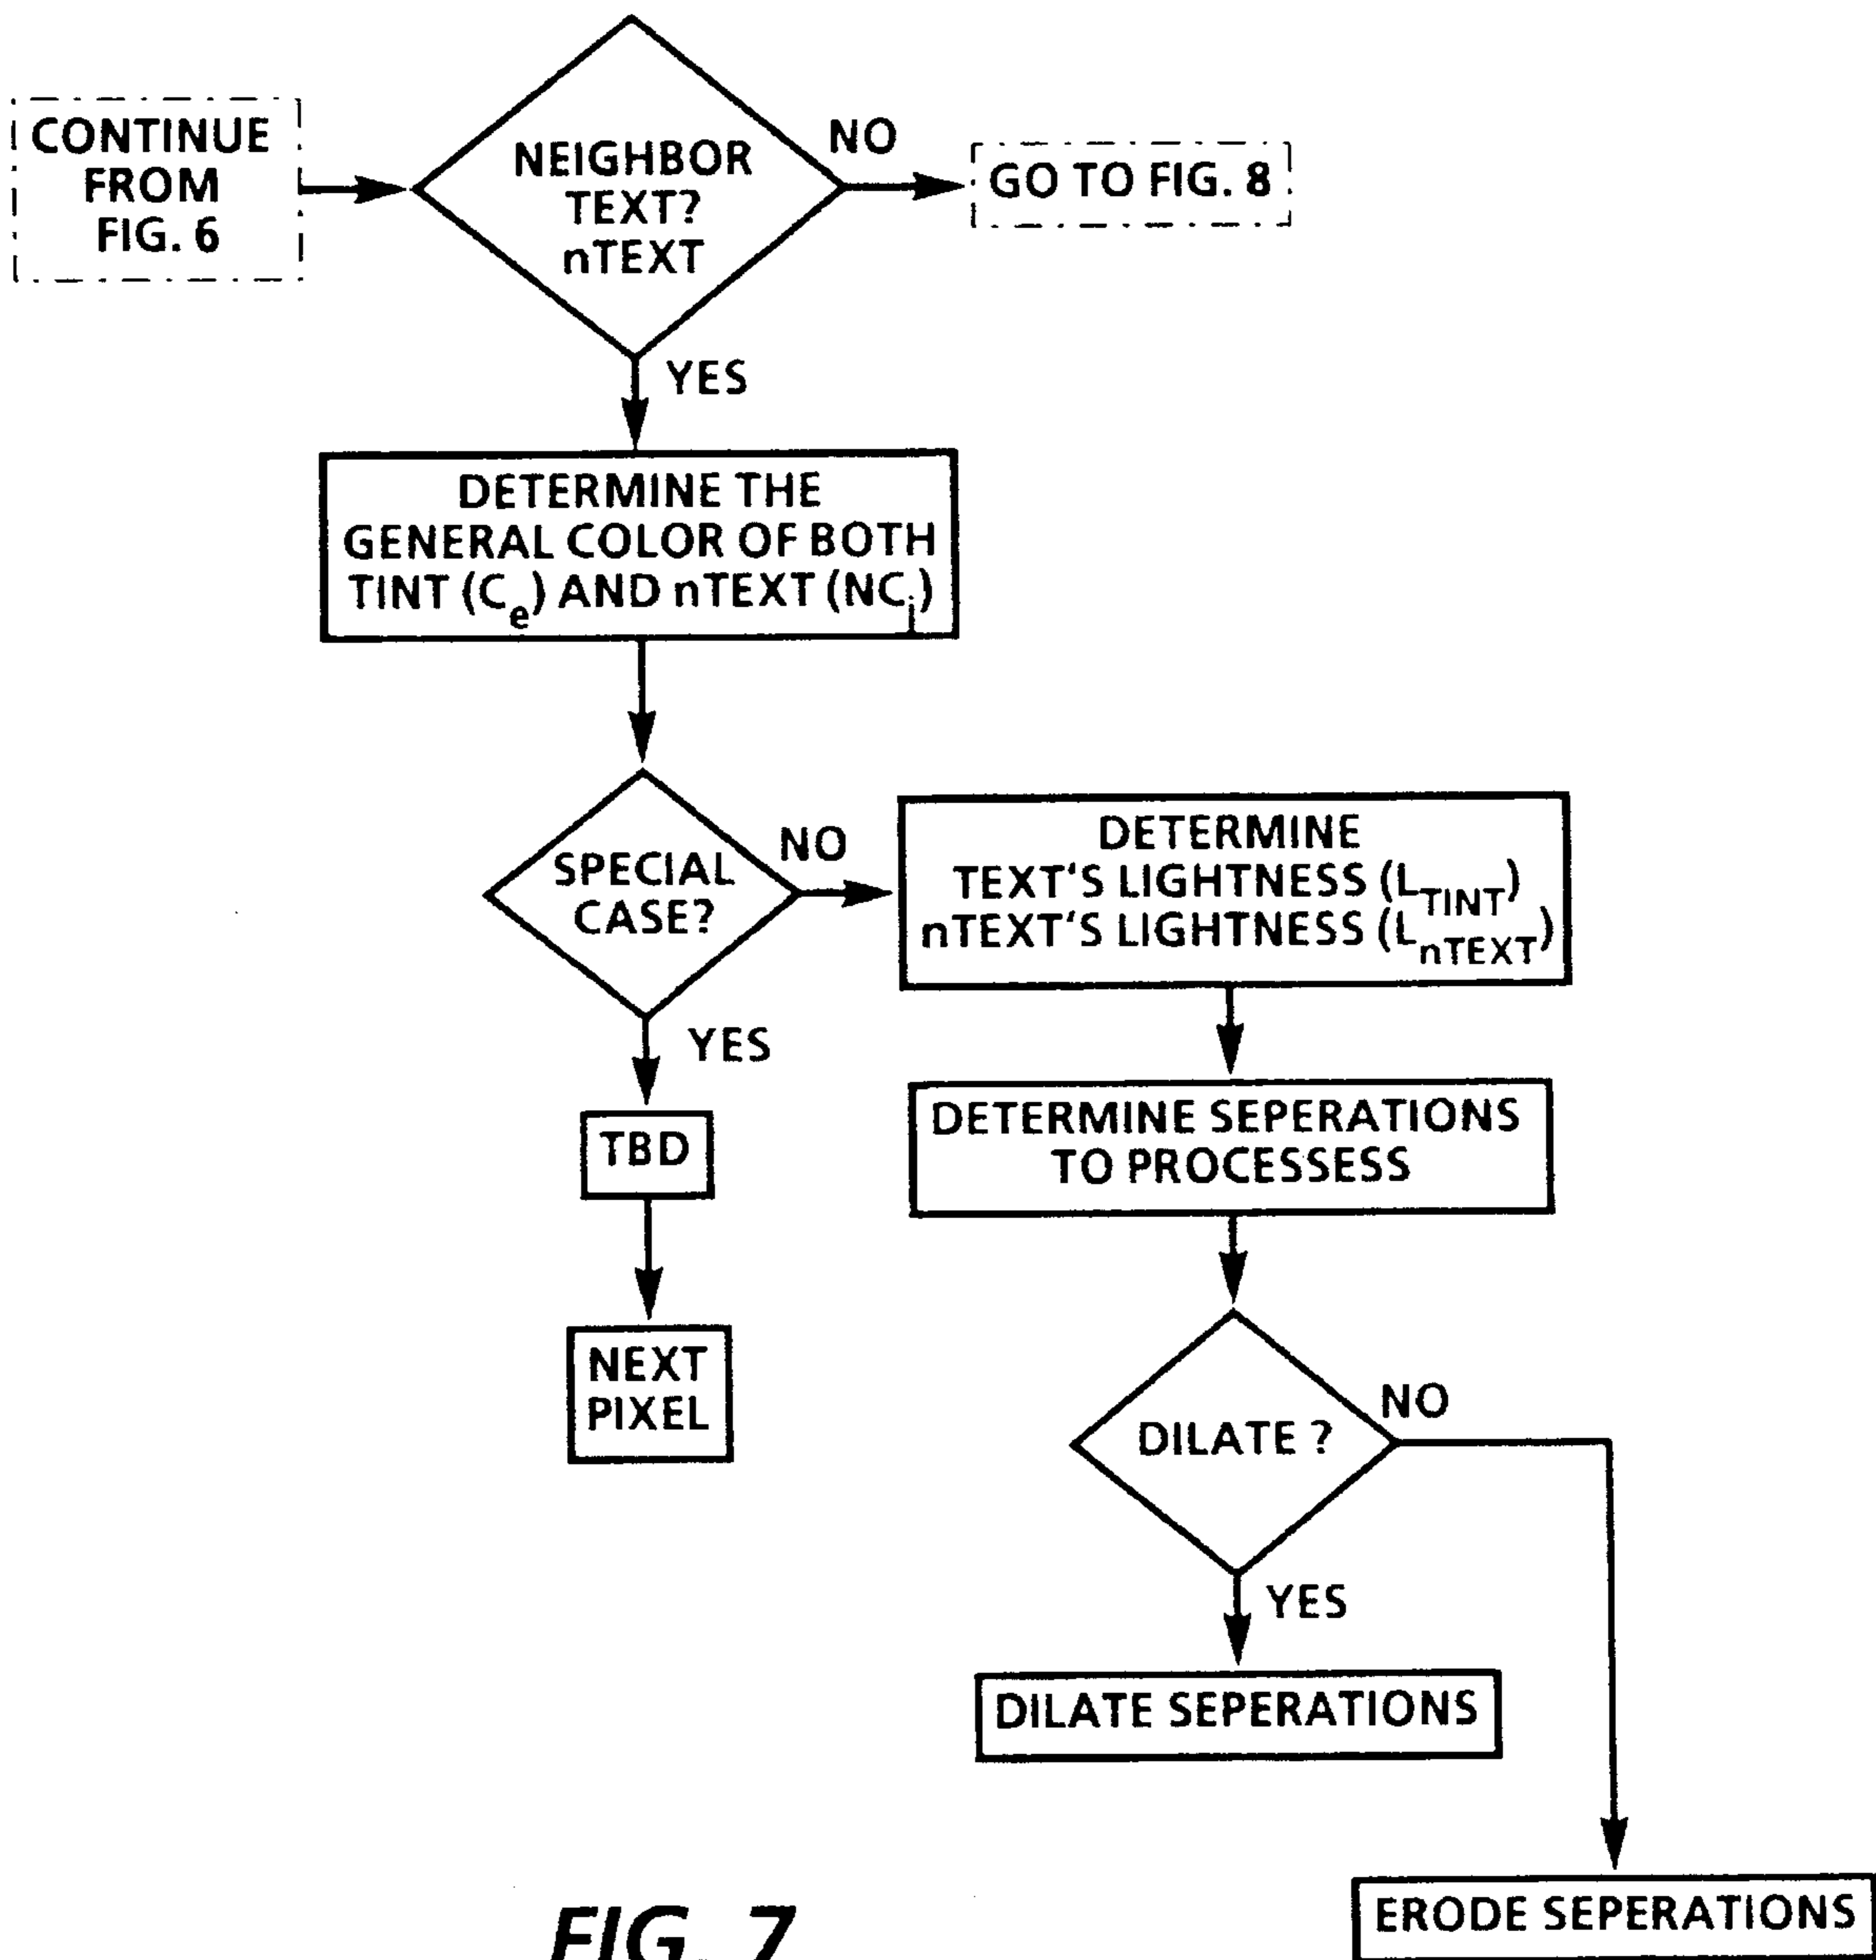 CONTINUE
FROM
FIG. 6
NEIGHBOR
TEXT?
nTEXT
NO
GO TO FIG. 8
YES
DETERMINE THE
GENERAL COLOR OF BOTH
TINT (Ce) AND nTEXT (NCi)
SPECIAL
CASE?
NO
DETERMINE
TEXT'S LIGHTNESS (LTINT)
nTEXT'S LIGHTNESS (LnTEXT)
YES
TBD
NEXT
PIXEL
DETERMINE SEPERATIONS
TO PROCESSESS
DILATE ?
NO
YES
DILATE SEPERATIONS
ERODE SEPERATIONS
FIG. 7